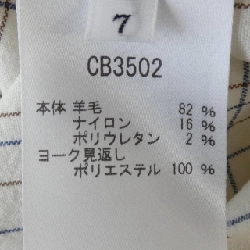 7
CB3502
本体 羊毛 82 %
ナイロン 16 %
ポリウレタン 2 %
ヨーク見返し
ポリエステル 100 %